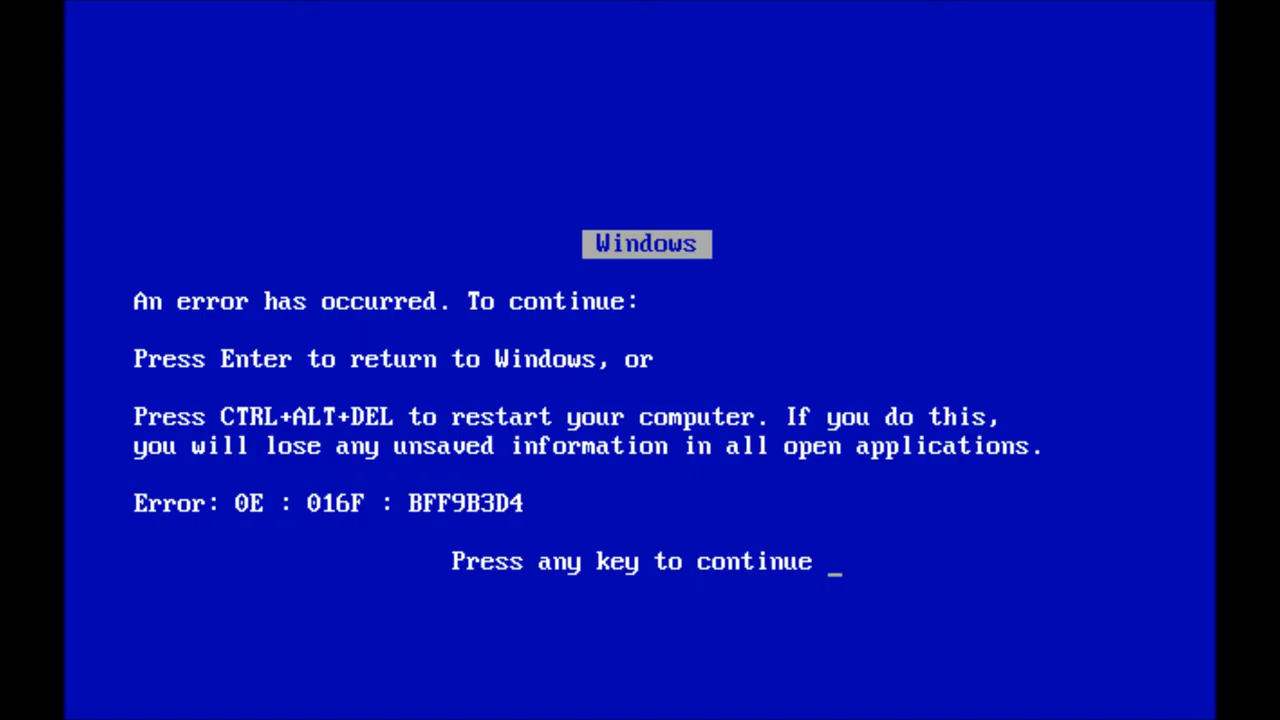 Windows
An error has occurred. To continue:
Press Enter to return to Windows, or
Press CTRL+ALT+DEL to restart your computer. If you do this,
you will lose any unsaved information in all open applications.
Error: 0E : 016F : BFF9B3D4
Press any key to continue _